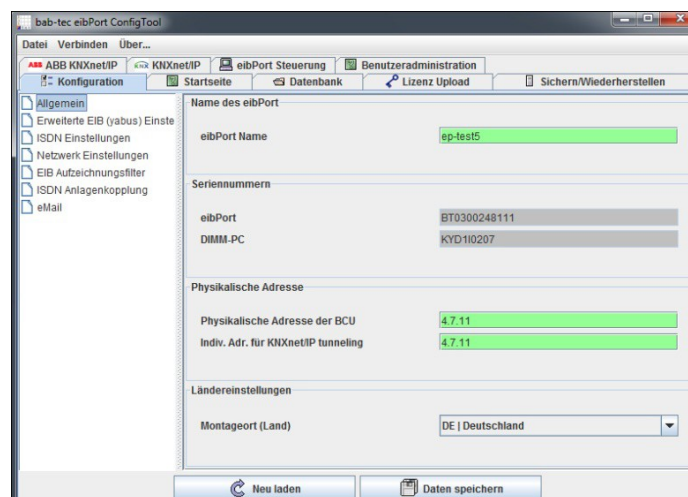 bab-tec eibPort ConfigTool
Datei Verbinden Über...
ABB ABB KNXnet/IP KNX KNXnet/IP eibPort Steuerung Benutzeradministration
Konfiguration Startseite Datenbank Lizenz Upload Sichern/Wiederherstellen
Allgemein
Erweiterte EIB (yabus) Einste
ISDN Einstellungen
Netzwerk Einstellungen
EIB Aufzeichnungsfilter
ISDN Anlagenkopplung
eMail
Name des eibPort
eibPort Name ep-test5
Seriennummern
eibPort BT0300248111
DIMM-PC KYD1I0207
Physikalische Adresse
Physikalische Adresse der BCU 4.7.11
Indiv. Adr. für KNXnet/IP tunneling 4.7.11
Ländereinstellungen
Montageort (Land) DE | Deutschland
Neu laden Daten speichern